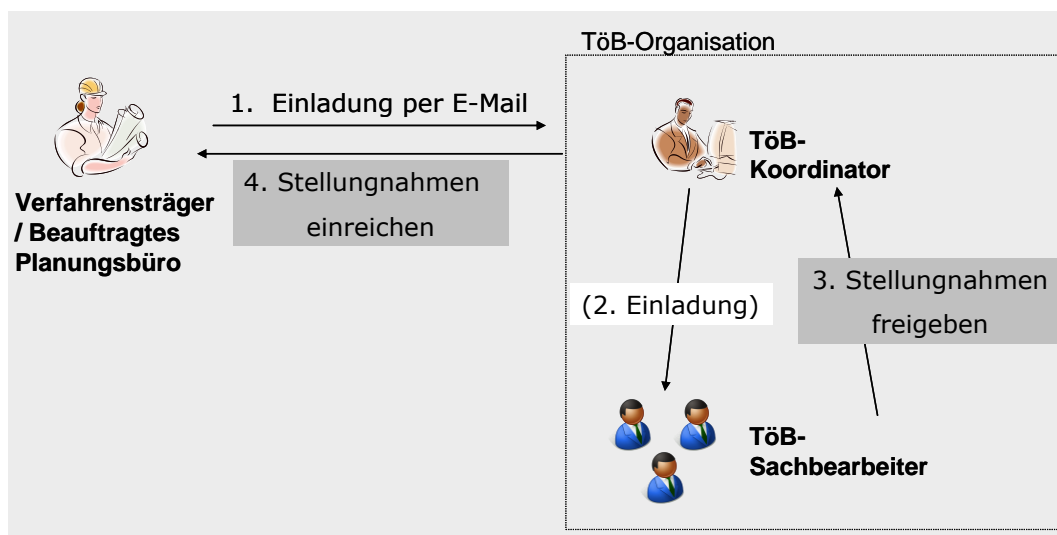 TöB-Organisation
1. Einladung per E-Mail
4. Stellungnahmen
einreichen
Verfahrensträger
/ Beauftragtes
Planungsbüro
TöB-
Koordinator
(2. Einladung)
3. Stellungnahmen
freigeben
TöB-
Sachbearbeiter